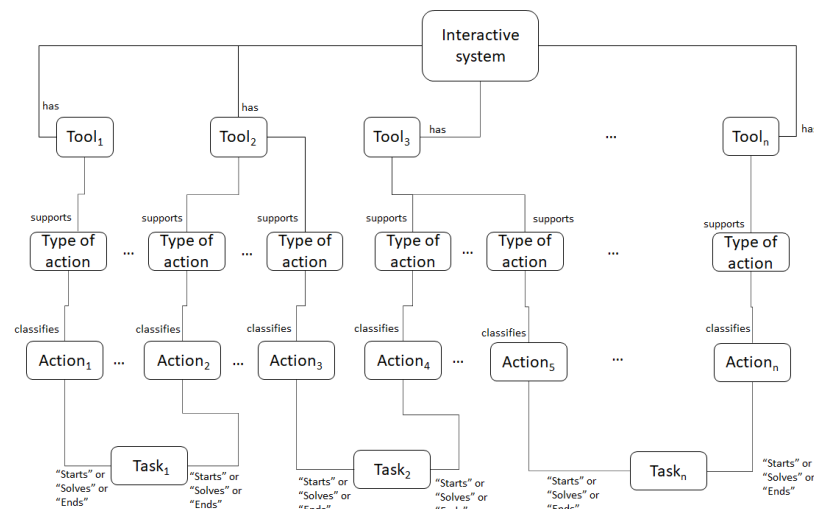 Interactive
system
has
has
has
has
Tool1
Tool2
Tool3
...
Tooln
supports
supports
supports
supports
supports
supports
Type of
action
...
Type of
action
...
Type of
action
Type of
action
...
Type of
action
...
Type of
action
classifies
classifies
classifies
classifies
classifies
classifies
Action1
...
Action2
...
Action3
Action4
...
Action5
...
Actionn
Task1
Task2
Taskn
“Starts” or
“Solves” or
“Ends”
“Starts” or
“Solves” or
“Ends”
“Starts” or
“Solves” or
“Ends”
“Starts” or
“Solves” or
“Ends”
“Starts” or
“Solves” or
“Ends”
“Starts” or
“Solves” or
“Ends”